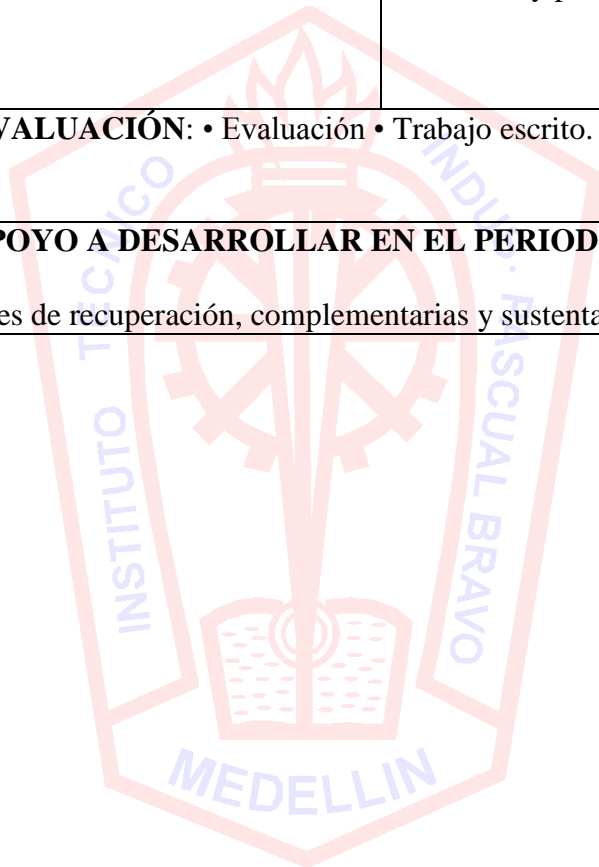 VALUACIÓN: • Evaluación • Trabajo escrito.
POYO A DESARROLLAR EN EL PERIOD
es de recuperación, complementarias y sustenta
INSTITUTO TECNICO INDUS. PASCUAL BRAVO
MEDELLIN